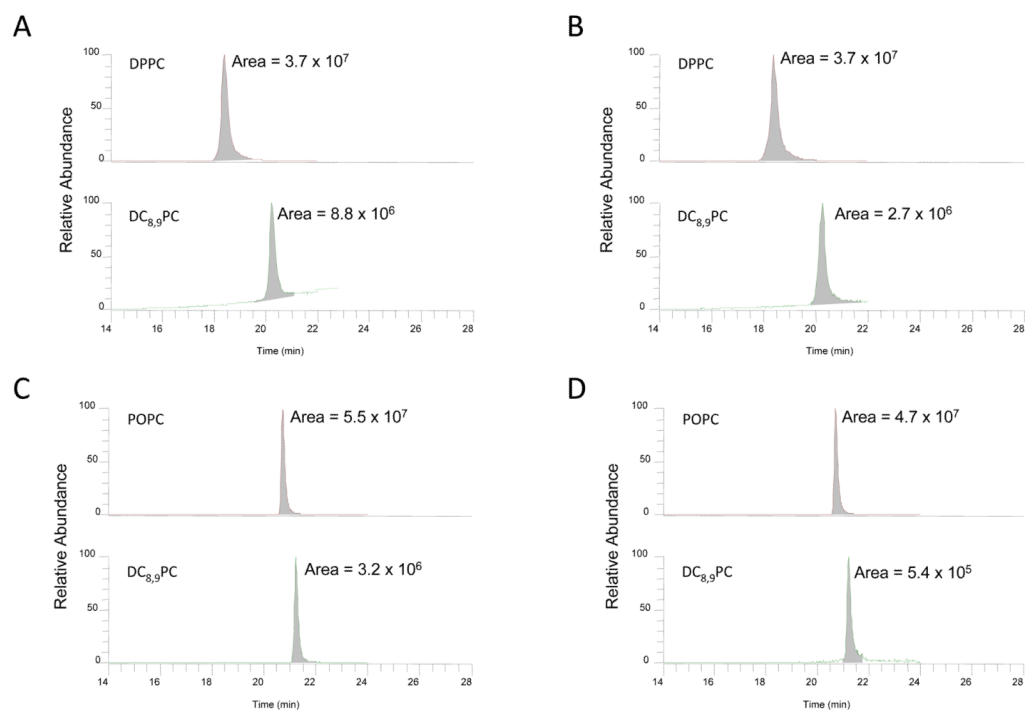 A
Relative Abundance
100
50
0
DPPC
Area = 3.7 x 10⁷
100
50
0
DC₈,₉PC
Area = 8.8 x 10⁶
14 16 18 20 22 24 26 28
Time (min)
B
Relative Abundance
100
50
0
DPPC
Area = 3.7 x 10⁷
100
50
0
DC₈,₉PC
Area = 2.7 x 10⁶
14 16 18 20 22 24 26 28
Time (min)
C
Relative Abundance
100
50
0
POPC
Area = 5.5 x 10⁷
100
50
0
DC₈,₉PC
Area = 3.2 x 10⁶
14 16 18 20 22 24 26 28
Time (min)
D
Relative Abundance
100
50
0
POPC
Area = 4.7 x 10⁷
100
50
0
DC₈,₉PC
Area = 5.4 x 10⁵
14 16 18 20 22 24 26 28
Time (min)